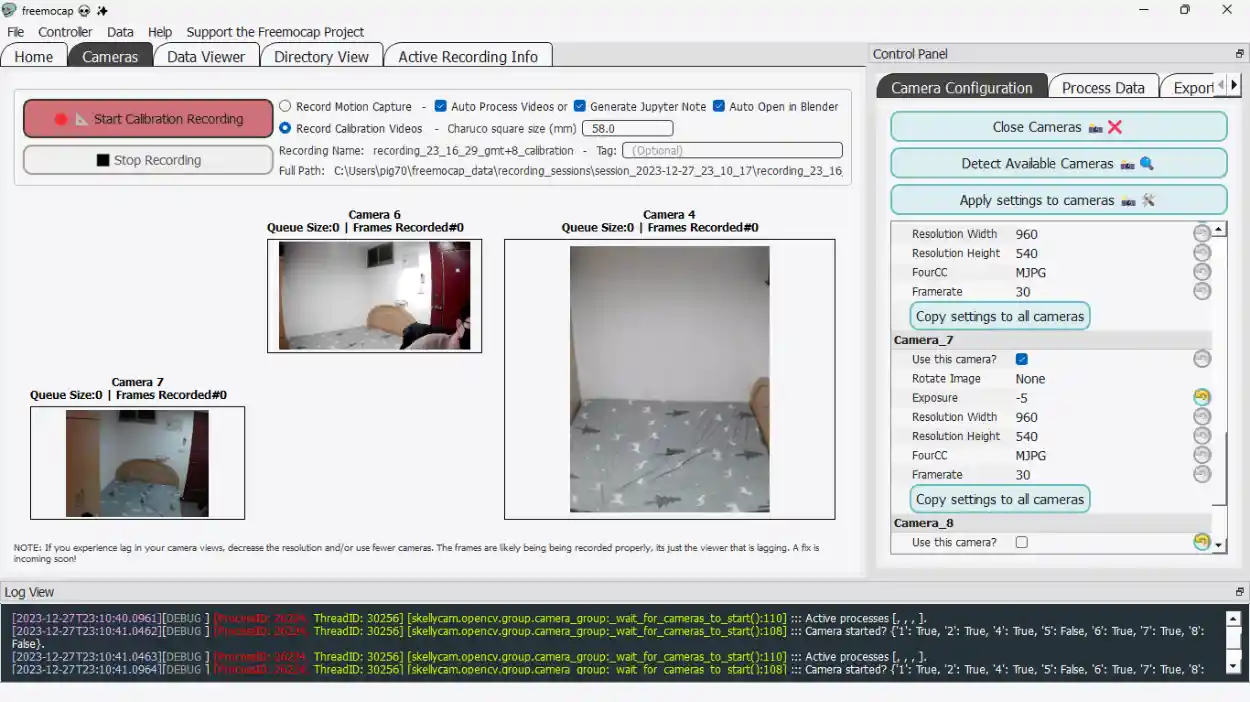 freemocap
File Controller Data Help Support the Freemocap Project
Home Cameras Data Viewer Directory View Active Recording Info
Start Calibration Recording
Stop Recording
Record Motion Capture - Auto Process Videos or Generate Jupyter Note Auto Open in Blender
Record Calibration Videos - Charuco square size (mm) 58.0
Recording Name: recording_23_16_29_gmt+8_calibration - Tag: (Optional)
Full Path: C:\Users\pig70\freemocap_data\recording_sessions\session_2023-12-27_23_10_17\recording_23_16_
Camera 6
Queue Size:0 | Frames Recorded#0
Camera 4
Queue Size:0 | Frames Recorded#0
Camera 7
Queue Size:0 | Frames Recorded#0
NOTE: If you experience lag in your camera views, decrease the resolution and/or use fewer cameras. The frames are likely being being recorded properly, its just the viewer that is lagging. A fix is
incoming soon!
Control Panel
Camera Configuration Process Data Export
Close Cameras
Detect Available Cameras
Apply settings to cameras
Resolution Width 960
Resolution Height 540
FourCC MJPG
Framerate 30
Copy settings to all cameras
Camera_7
Use this camera?
Rotate Image None
Exposure -5
Resolution Width 960
Resolution Height 540
FourCC MJPG
Framerate 30
Copy settings to all cameras
Camera_8
Use this camera?
Log View
[2023-12-27T23:10:40.0961][DEBUG ] [ProcessID: 26224 ThreadID: 30256] [skellycam.opencv.group.camera_group:_wait_for_cameras_to_start():110] ::: Active processes [, , , ].
[2023-12-27T23:10:41.0462][DEBUG ] ThreadID: 30256] [skellycam.opencv.group.camera_group:_wait_for_cameras_to_start():108] ::: Camera started? {'1': True, '2': True, '4': True, '5': False, '6': True, '7': True, '8':
False}.
[2023-12-27T23:10:41.0463][DEBUG ] ThreadID: 30256] [skellycam.opencv.group.camera_group:_wait_for_cameras_to_start():110] ::: Active processes [, , , ].
[2023-12-27T23:10:41.0964][DEBUG ] ThreadID: 30256] [skellycam.opencv.group.camera_group:_wait_for_cameras_to_start():108] ::: Camera started? {'1': True, '2': True, '4': True, '5': False, '6': True, '7': True, '8':